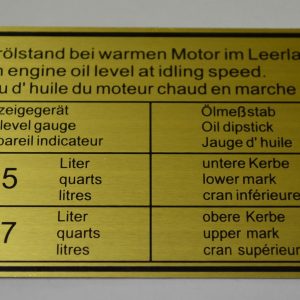 rölstand bei warmen Motor im Leerla
engine oil level at idling speed.
d' huile du moteur chaud en marche
zeigegerät Ölmeßstab
level gauge Oil dipstick
pareil indicateur Jauge d' huile
5 Liter untere Kerbe
quarts lower mark
litres cran inférieure
7 Liter obere Kerbe
quarts upper mark
litres cran supérieur